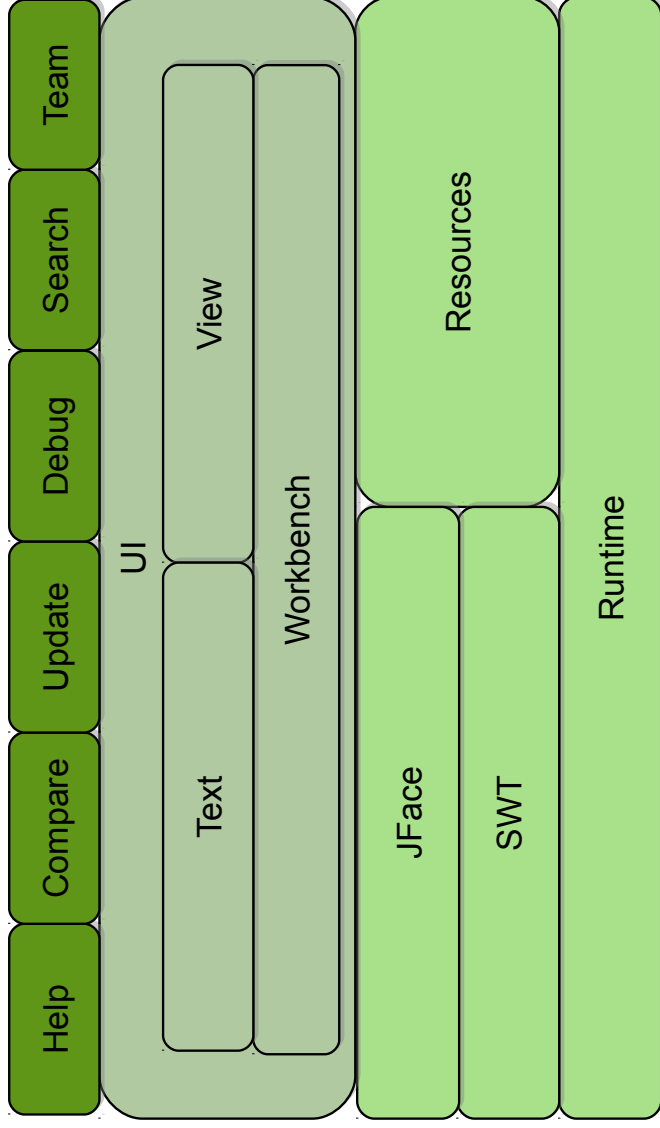 Help
Compare
Update
Debug
Search
Team
UI
Text
View
Workbench
JFace
SWT
Resources
Runtime